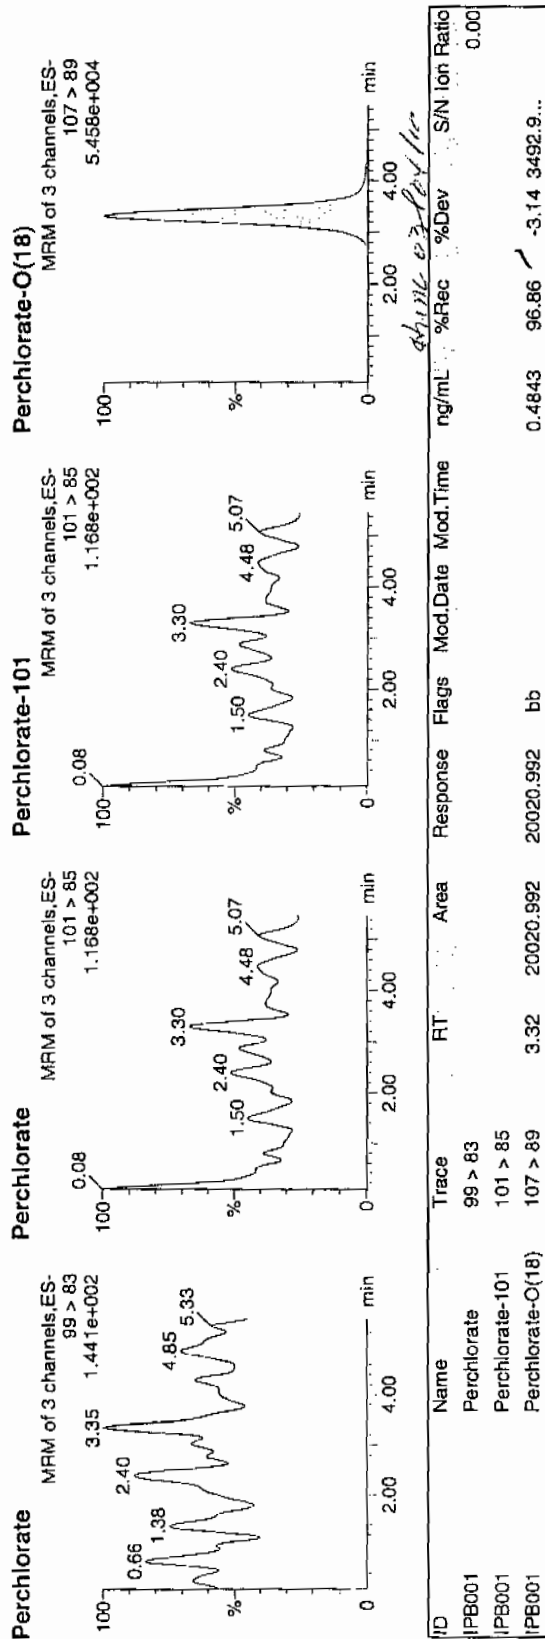 Perchlorate
MRM of 3 channels,ES-
99 > 83
1.441e+002
100
%
0
0.66
1.38
2.40
3.35
4.85
5.33
2.00
4.00
min
Perchlorate
MRM of 3 channels,ES-
101 > 85
1.168e+002
100
%
0
0.08
1.50
2.40
3.30
4.48
5.07
2.00
4.00
min
Perchlorate-101
MRM of 3 channels,ES-
101 > 85
1.168e+002
100
%
0
0.08
1.50
2.40
3.30
4.48
5.07
2.00
4.00
min
Perchlorate-O(18)
MRM of 3 channels,ES-
107 > 89
5.458e+004
100
%
0
2.00
4.00
min
ID Name Trace RT Area Response Flags Mod.Date Mod.Time ng/mL %Rec %Dev S/N Ion Ratio
IPB001 Perchlorate 99 > 83 0.00
IPB001 Perchlorate-101 101 > 85
IPB001 Perchlorate-O(18) 107 > 89 3.32 20020.992 20020.992 bb 0.4843 96.86 -3.14 3492.9...